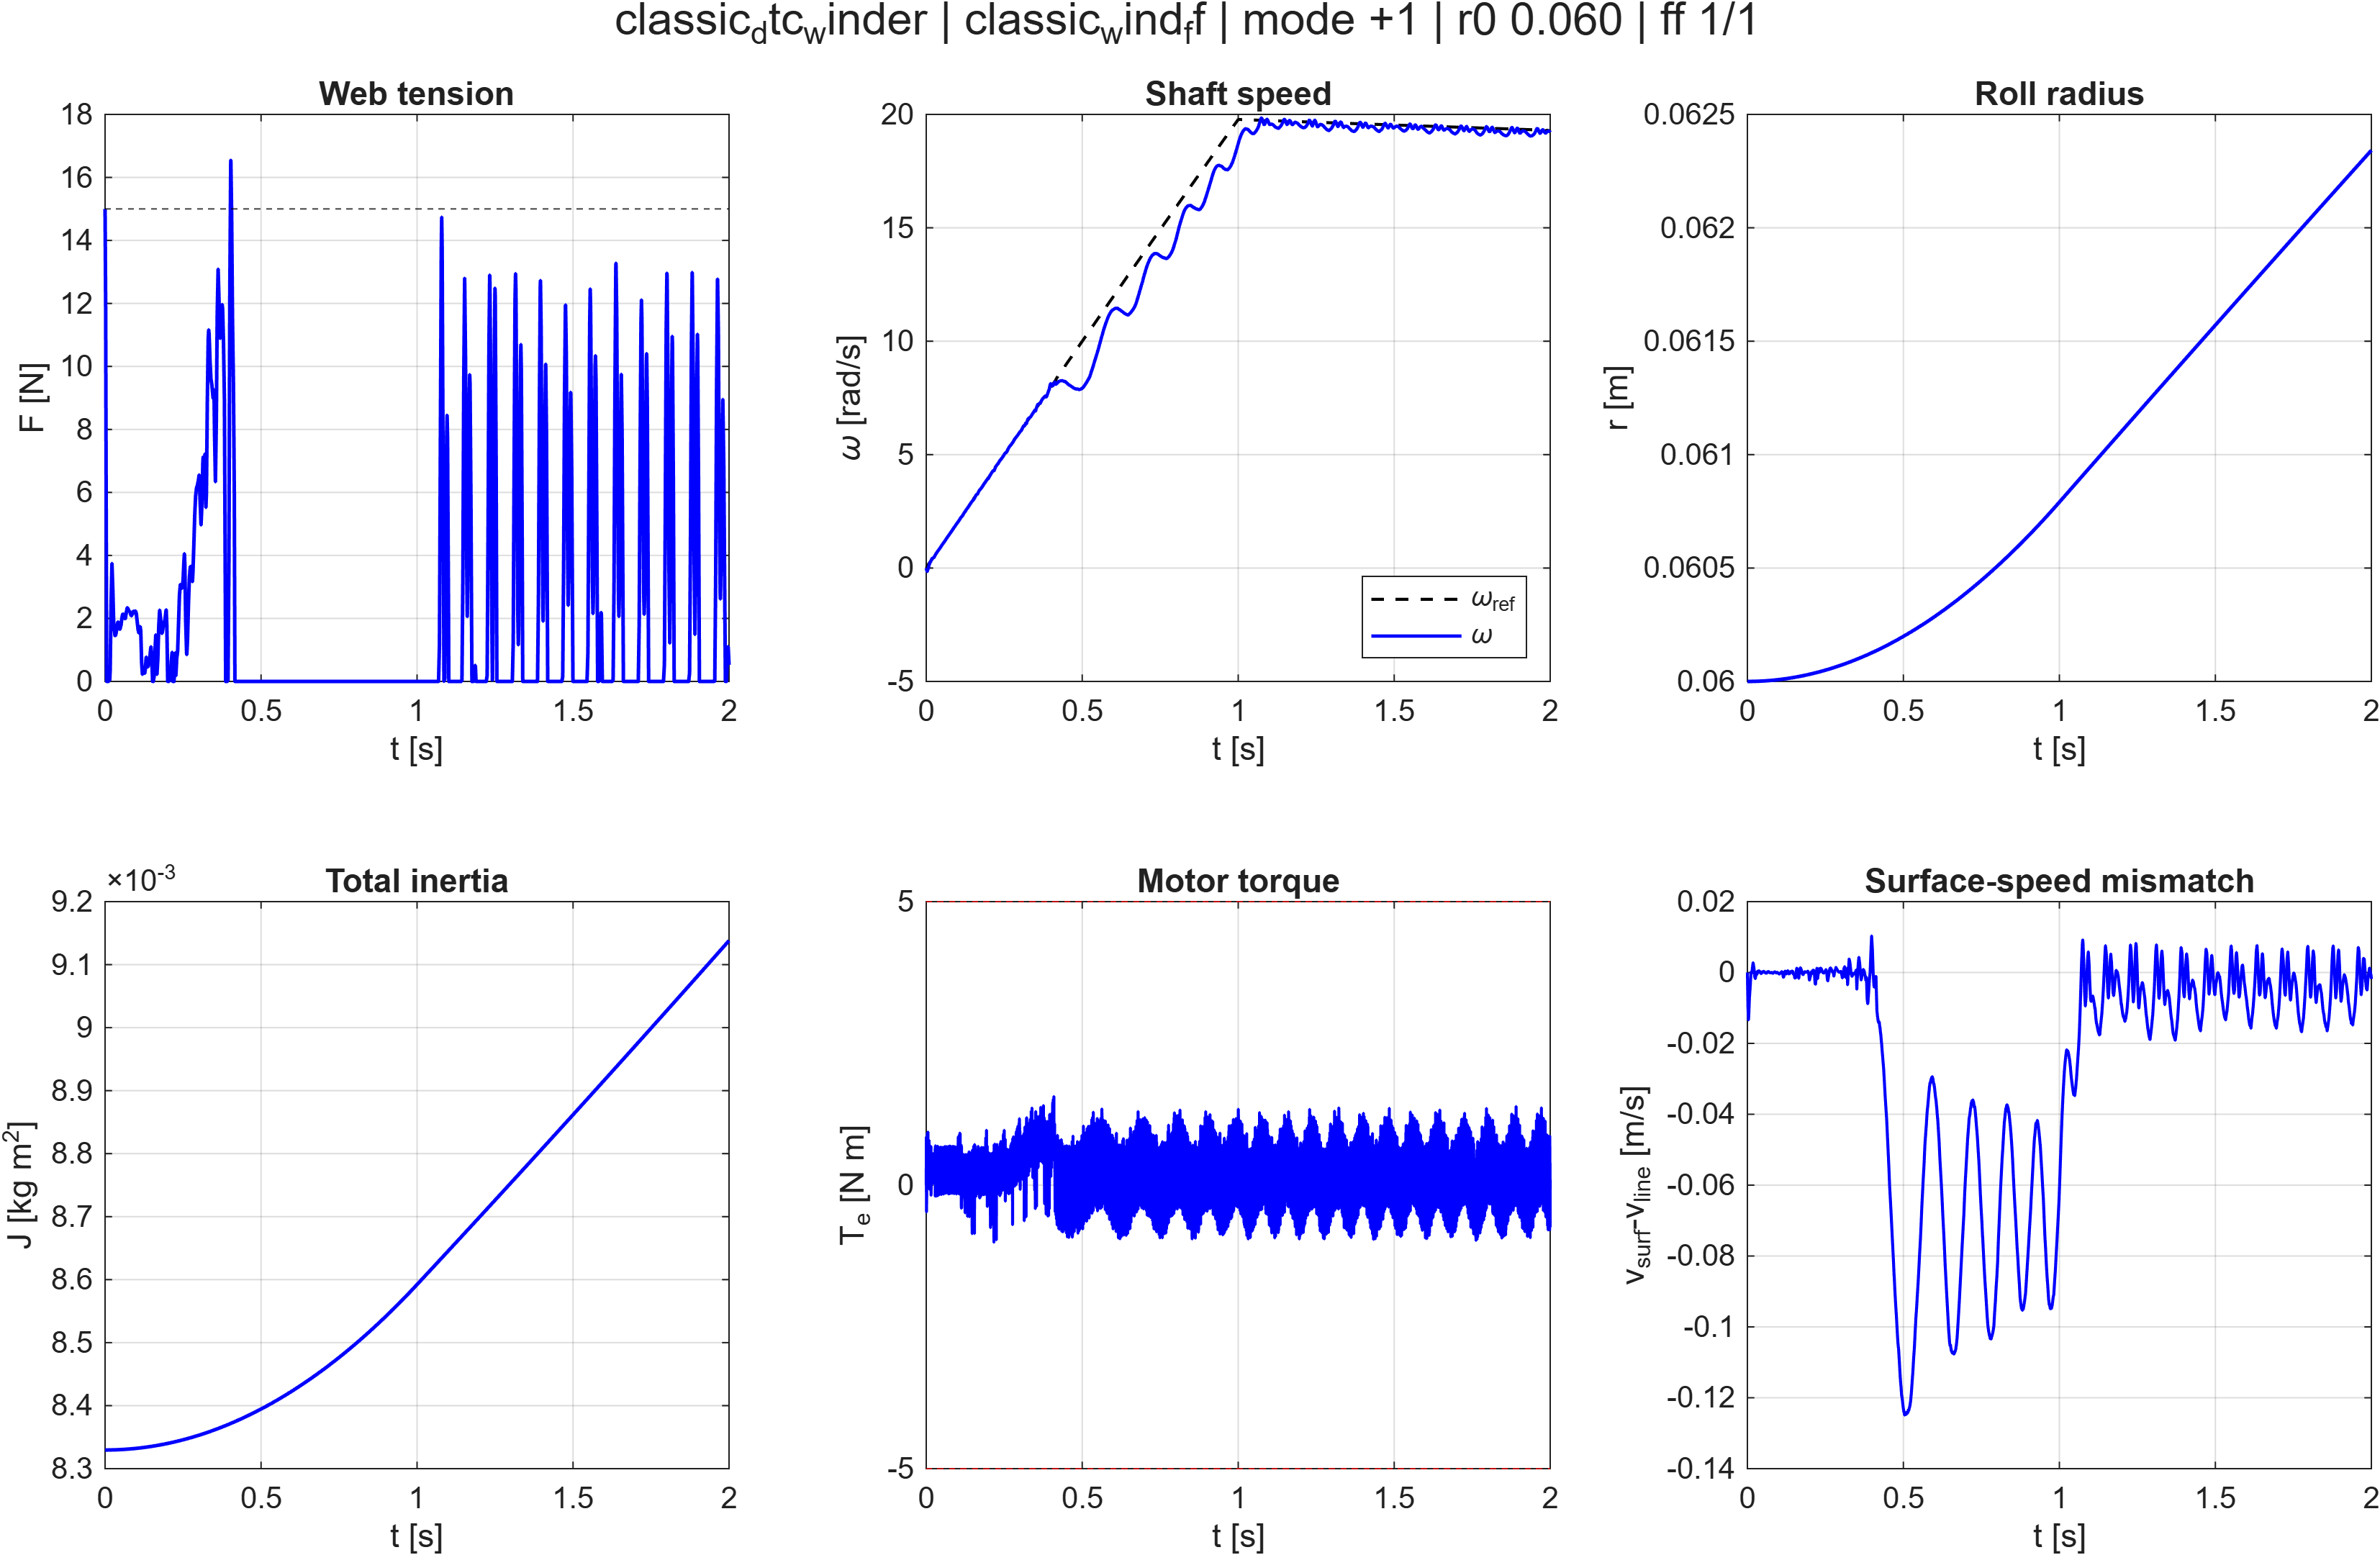 classic_dtc_winder | classic_wind_ff | mode +1 | r0 0.060 | ff 1/1
Web tension
18
16
14
12
10
8
6
4
2
0
F [N]
0 0.5 1 1.5 2
t [s]
Shaft speed
20
15
10
5
0
-5
ω [rad/s]
ω_ref
ω
0 0.5 1 1.5 2
t [s]
Roll radius
0.0625
0.062
0.0615
0.061
0.0605
0.06
r [m]
0 0.5 1 1.5 2
t [s]
Total inertia
×10^-3
9.2
9.1
9
8.9
8.8
8.7
8.6
8.5
8.4
8.3
J [kg m^2]
0 0.5 1 1.5 2
t [s]
Motor torque
5
0
-5
T_e [N m]
0 0.5 1 1.5 2
t [s]
Surface-speed mismatch
0.02
0
-0.02
-0.04
-0.06
-0.08
-0.1
-0.12
-0.14
v_surf-v_line [m/s]
0 0.5 1 1.5 2
t [s]